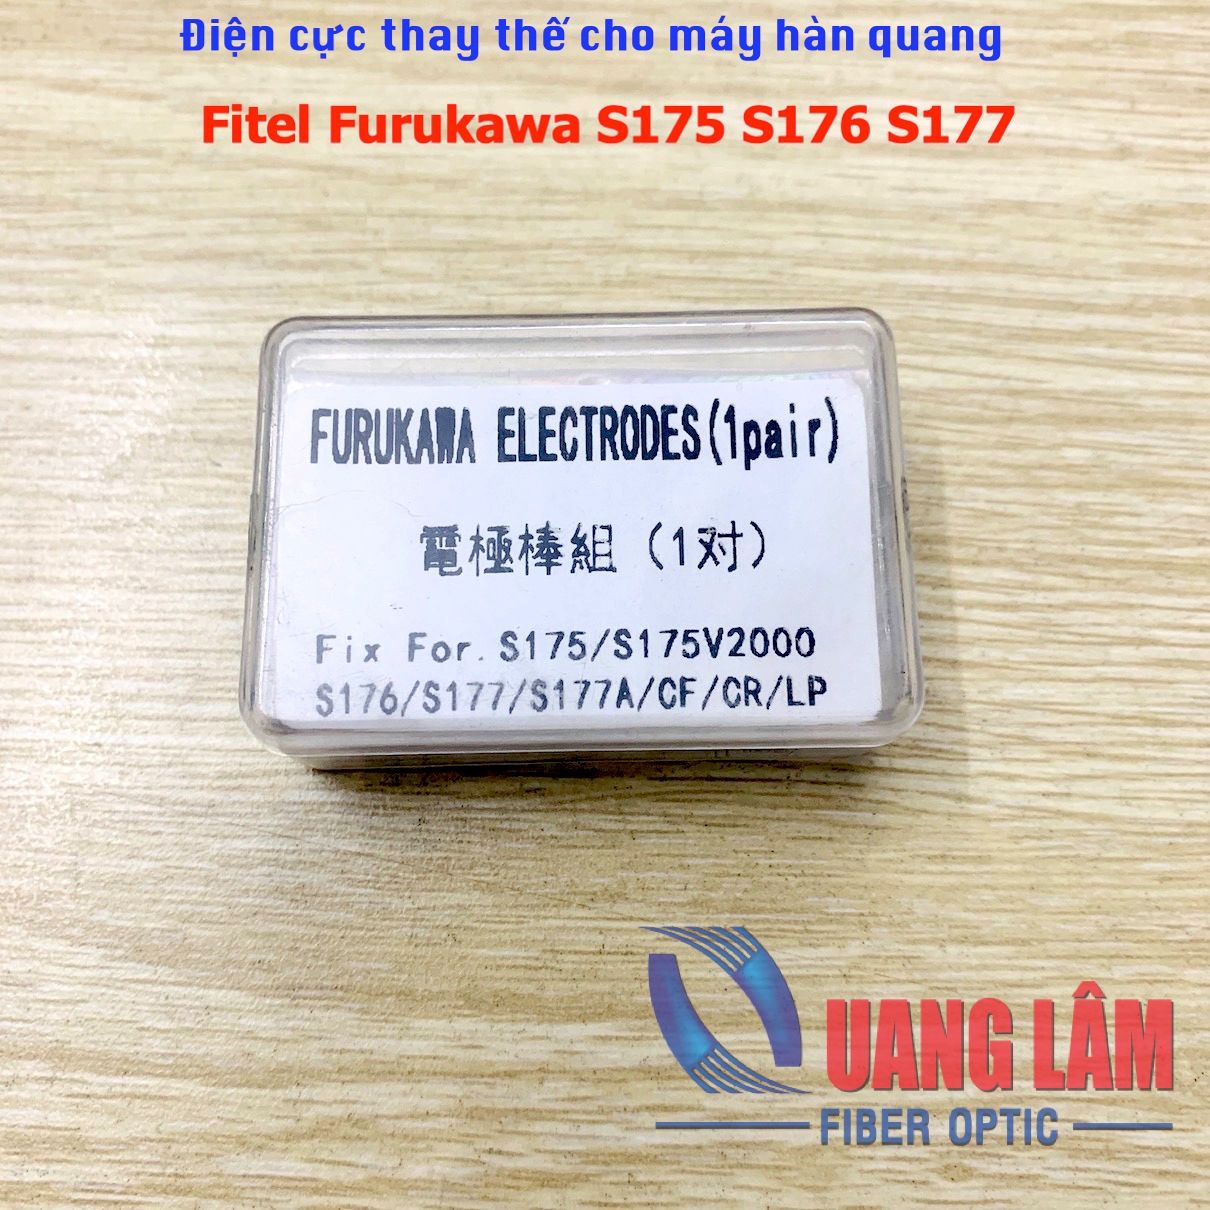 Điện cực thay thế cho máy hàn quang
Fitel Furukawa S175 S176 S177
FURUKAWA ELECTRODES(1pair)
電極棒組（1对）
Fix For. S175/S175V2000
S176/S177/S177A/CF/CR/LP
UANG LÂM
FIBER OPTIC